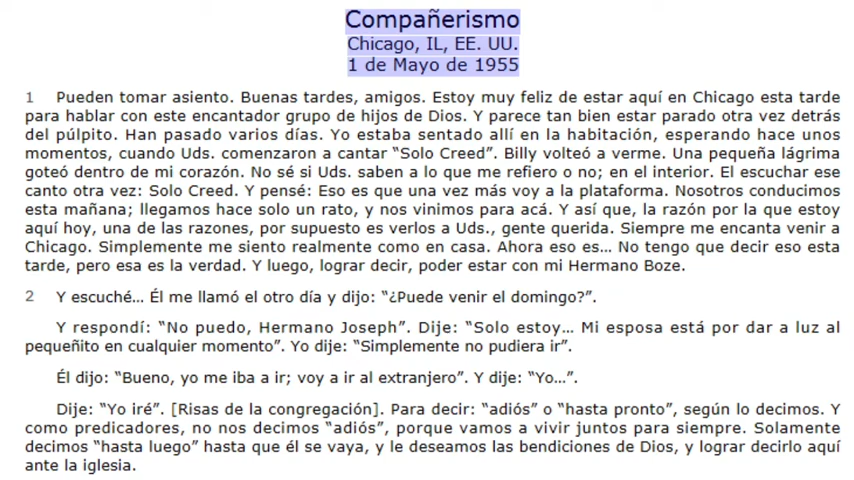 Compañerismo
Chicago, IL, EE. UU.
1 de Mayo de 1955
1 Pueden tomar asiento. Buenas tardes, amigos. Estoy muy feliz de estar aquí en Chicago esta tarde
para hablar con este encantador grupo de hijos de Dios. Y parece tan bien estar parado otra vez detrás
del púlpito. Han pasado varios días. Yo estaba sentado allí en la habitación, esperando hace unos
momentos, cuando Uds. comenzaron a cantar “Solo Creed”. Billy volteó a verme. Una pequeña lágrima
goteó dentro de mi corazón. No sé si Uds. saben a lo que me refiero o no; en el interior. El escuchar ese
canto otra vez: Solo Creed. Y pensé: Eso es que una vez más voy a la plataforma. Nosotros conducimos
esta mañana; llegamos hace solo un rato, y nos vinimos para acá. Y así que, la razón por la que estoy
aquí hoy, una de las razones, por supuesto es verlos a Uds., gente querida. Siempre me encanta venir a
Chicago. Simplemente me siento realmente como en casa. Ahora eso es… No tengo que decir eso esta
tarde, pero esa es la verdad. Y luego, lograr decir, poder estar con mi Hermano Boze.
2 Y escuché… Él me llamó el otro día y dijo: “¿Puede venir el domingo?”.
Y respondí: “No puedo, Hermano Joseph”. Dije: “Solo estoy… Mi esposa está por dar a luz al
pequeñito en cualquier momento”. Yo dije: “Simplemente no pudiera ir”.
Él dijo: “Bueno, yo me iba a ir; voy a ir al extranjero”. Y dije: “Yo…”.
Dije: “Yo iré”. [Risas de la congregación]. Para decir: “adiós” o “hasta pronto”, según lo decimos. Y
como predicadores, no nos decimos “adiós”, porque vamos a vivir juntos para siempre. Solamente
decimos “hasta luego” hasta que él se vaya, y le deseamos las bendiciones de Dios, y lograr decirlo aquí
ante la iglesia.